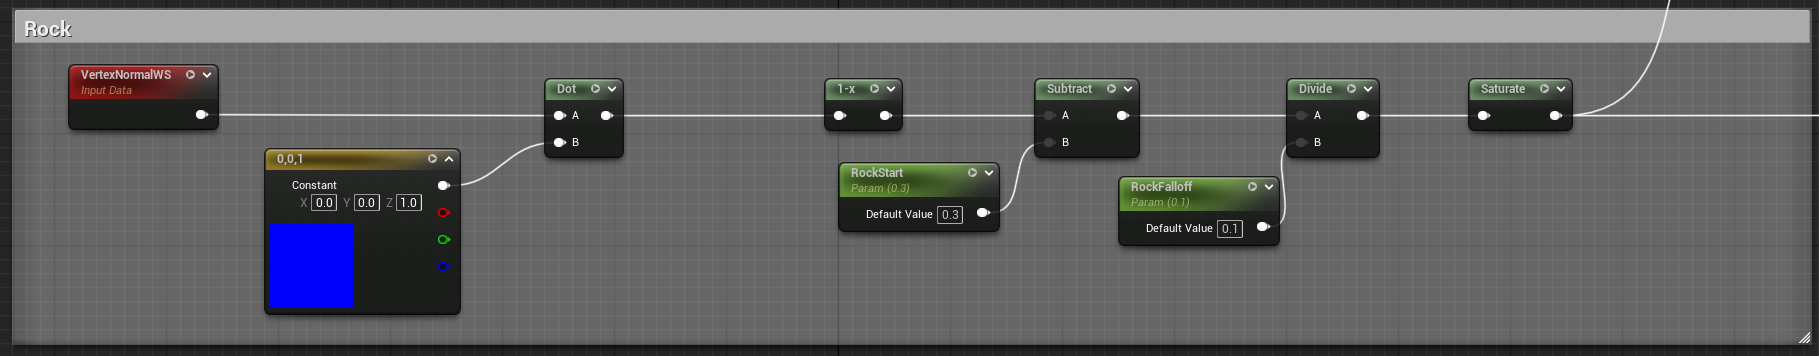 Rock
VertexNormalWS
Input Data
0,0,1
Constant
X 0.0 Y 0.0 Z 1.0
Dot
A
B
1-x
RockStart
Param (0.3)
Default Value 0.3
Subtract
A
B
RockFalloff
Param (0.1)
Default Value 0.1
Divide
A
B
Saturate